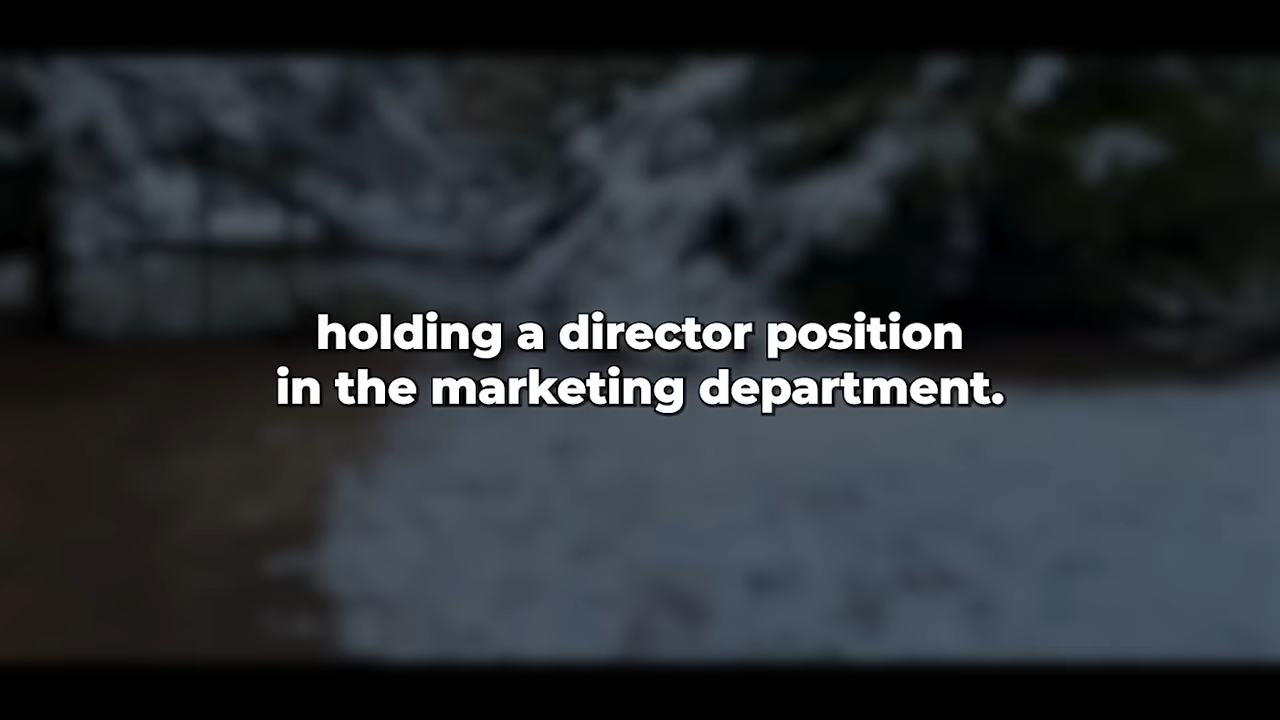 holding a director position
in the marketing department.